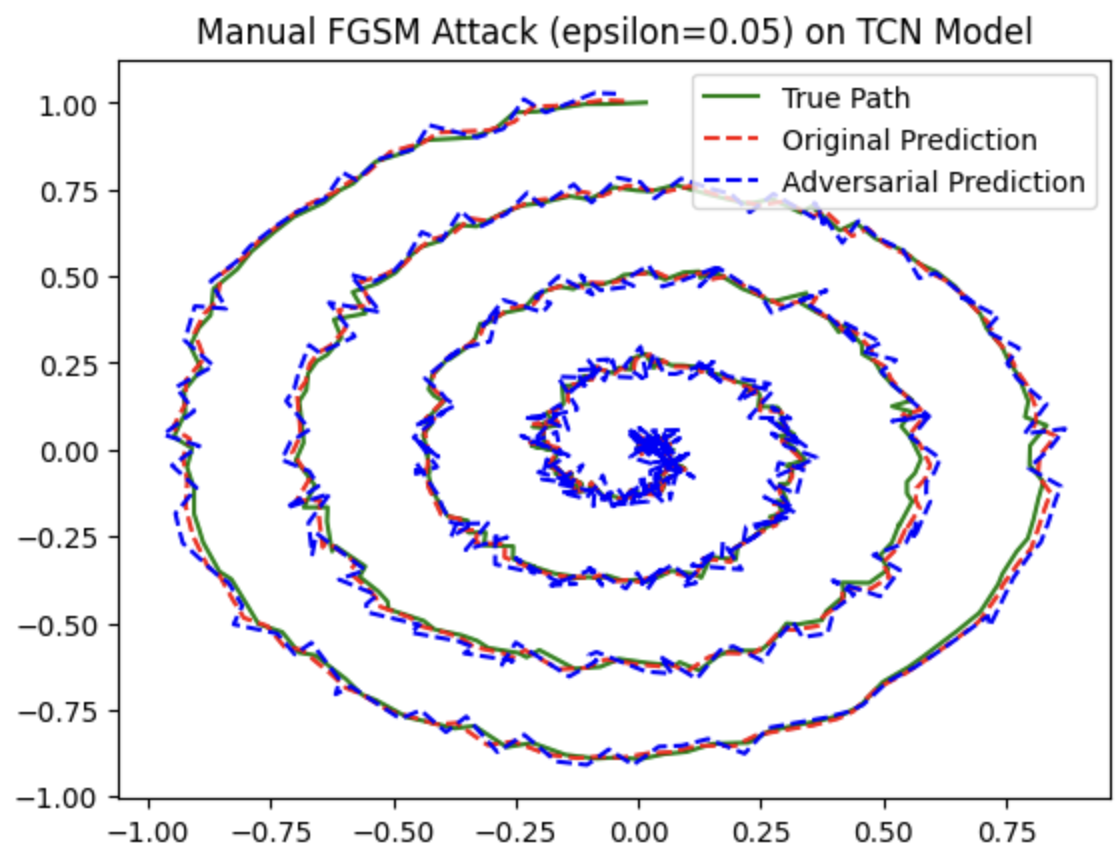 Manual FGSM Attack (epsilon=0.05) on TCN Model
True Path
Original Prediction
Adversarial Prediction
1.00
0.75
0.50
0.25
0.00
−0.25
−0.50
−0.75
−1.00
−1.00 −0.75 −0.50 −0.25 0.00 0.25 0.50 0.75